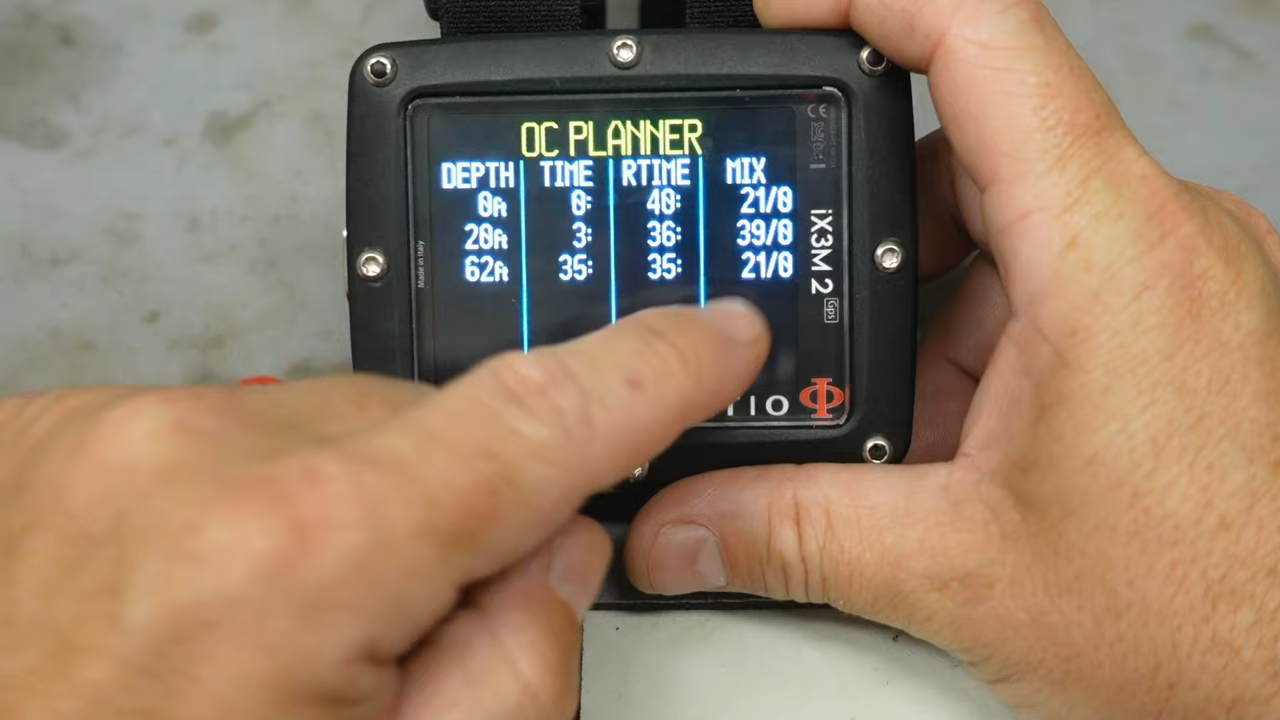 OC PLANNER
DEPTH TIME RTIME MIX
0ft 0: 40: 21/0
20ft 3: 36: 39/0
62ft 35: 35: 21/0
Made in Italy
iX3M 2
Gps
CE